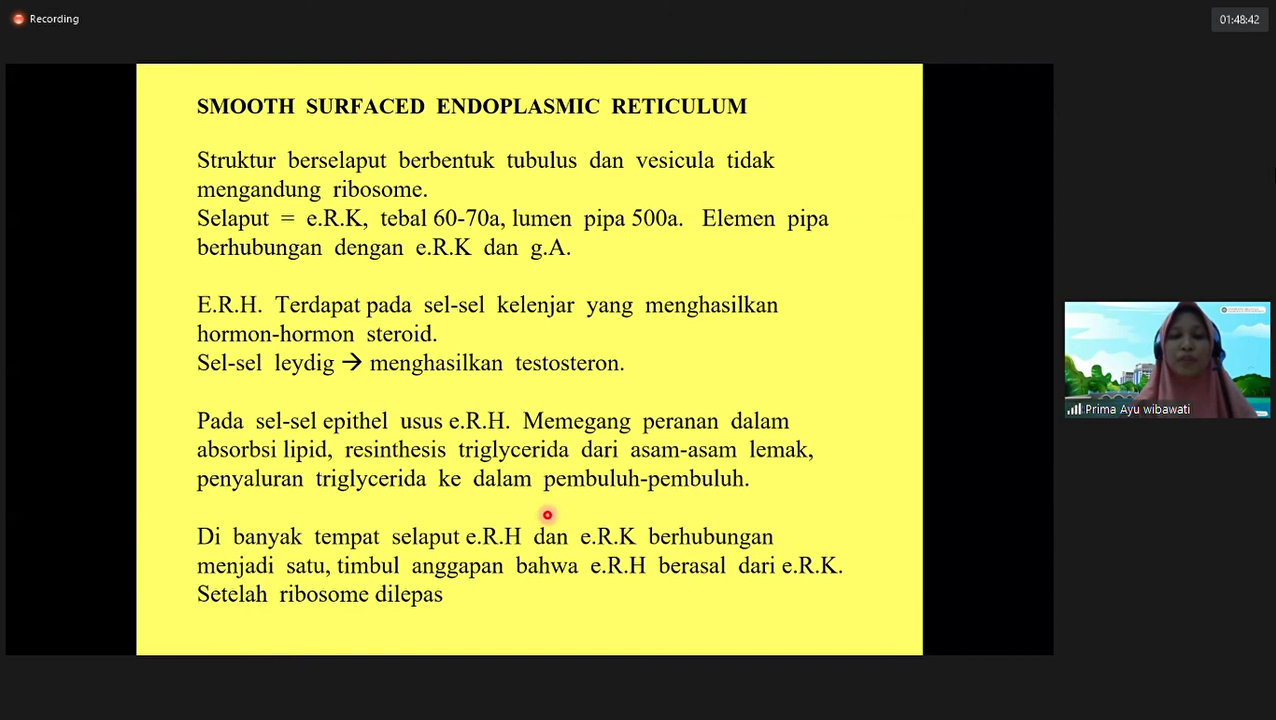 Recording
01:48:42
SMOOTH SURFACED ENDOPLASMIC RETICULUM
Struktur berselaput berbentuk tubulus dan vesicula tidak
mengandung ribosome.
Selaput = e.R.K, tebal 60-70a, lumen pipa 500a. Elemen pipa
berhubungan dengan e.R.K dan g.A.
E.R.H. Terdapat pada sel-sel kelenjar yang menghasilkan
hormon-hormon steroid.
Sel-sel leydig → menghasilkan testosteron.
Pada sel-sel epithel usus e.R.H. Memegang peranan dalam
absorbsi lipid, resinthesis triglycerida dari asam-asam lemak,
penyaluran triglycerida ke dalam pembuluh-pembuluh.
Di banyak tempat selaput e.R.H dan e.R.K berhubungan
menjadi satu, timbul anggapan bahwa e.R.H berasal dari e.R.K.
Setelah ribosome dilepas
Prima Ayu wibawati